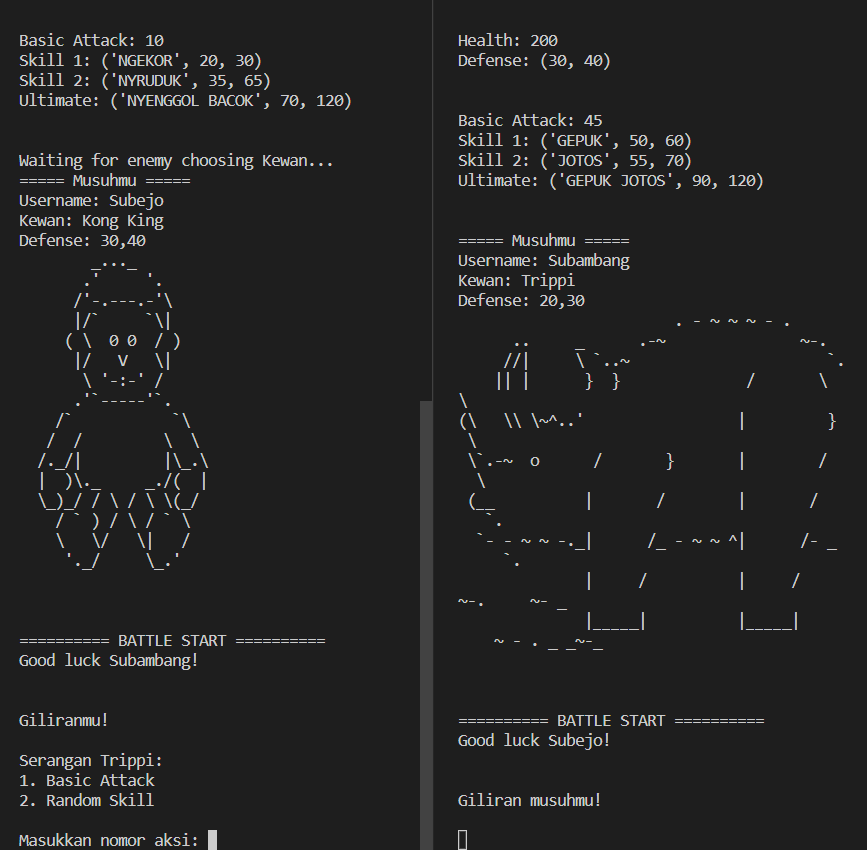 Basic Attack: 10
Skill 1: ('NGEKOR', 20, 30)
Skill 2: ('NYRUDUK', 35, 65)
Ultimate: ('NYENGGOL BACOK', 70, 120)
Waiting for enemy choosing Kewan...
===== Musuhmu =====
Username: Subejo
Kewan: Kong King
Defense: 30,40
========== BATTLE START ==========
Good luck Subambang!
Giliranmu!
Serangan Trippi:
1. Basic Attack
2. Random Skill
Masukkan nomor aksi:
Health: 200
Defense: (30, 40)
Basic Attack: 45
Skill 1: ('GEPUK', 50, 60)
Skill 2: ('JOTOS', 55, 70)
Ultimate: ('GEPUK JOTOS', 90, 120)
===== Musuhmu =====
Username: Subambang
Kewan: Trippi
Defense: 20,30
========== BATTLE START ==========
Good luck Subejo!
Giliran musuhmu!